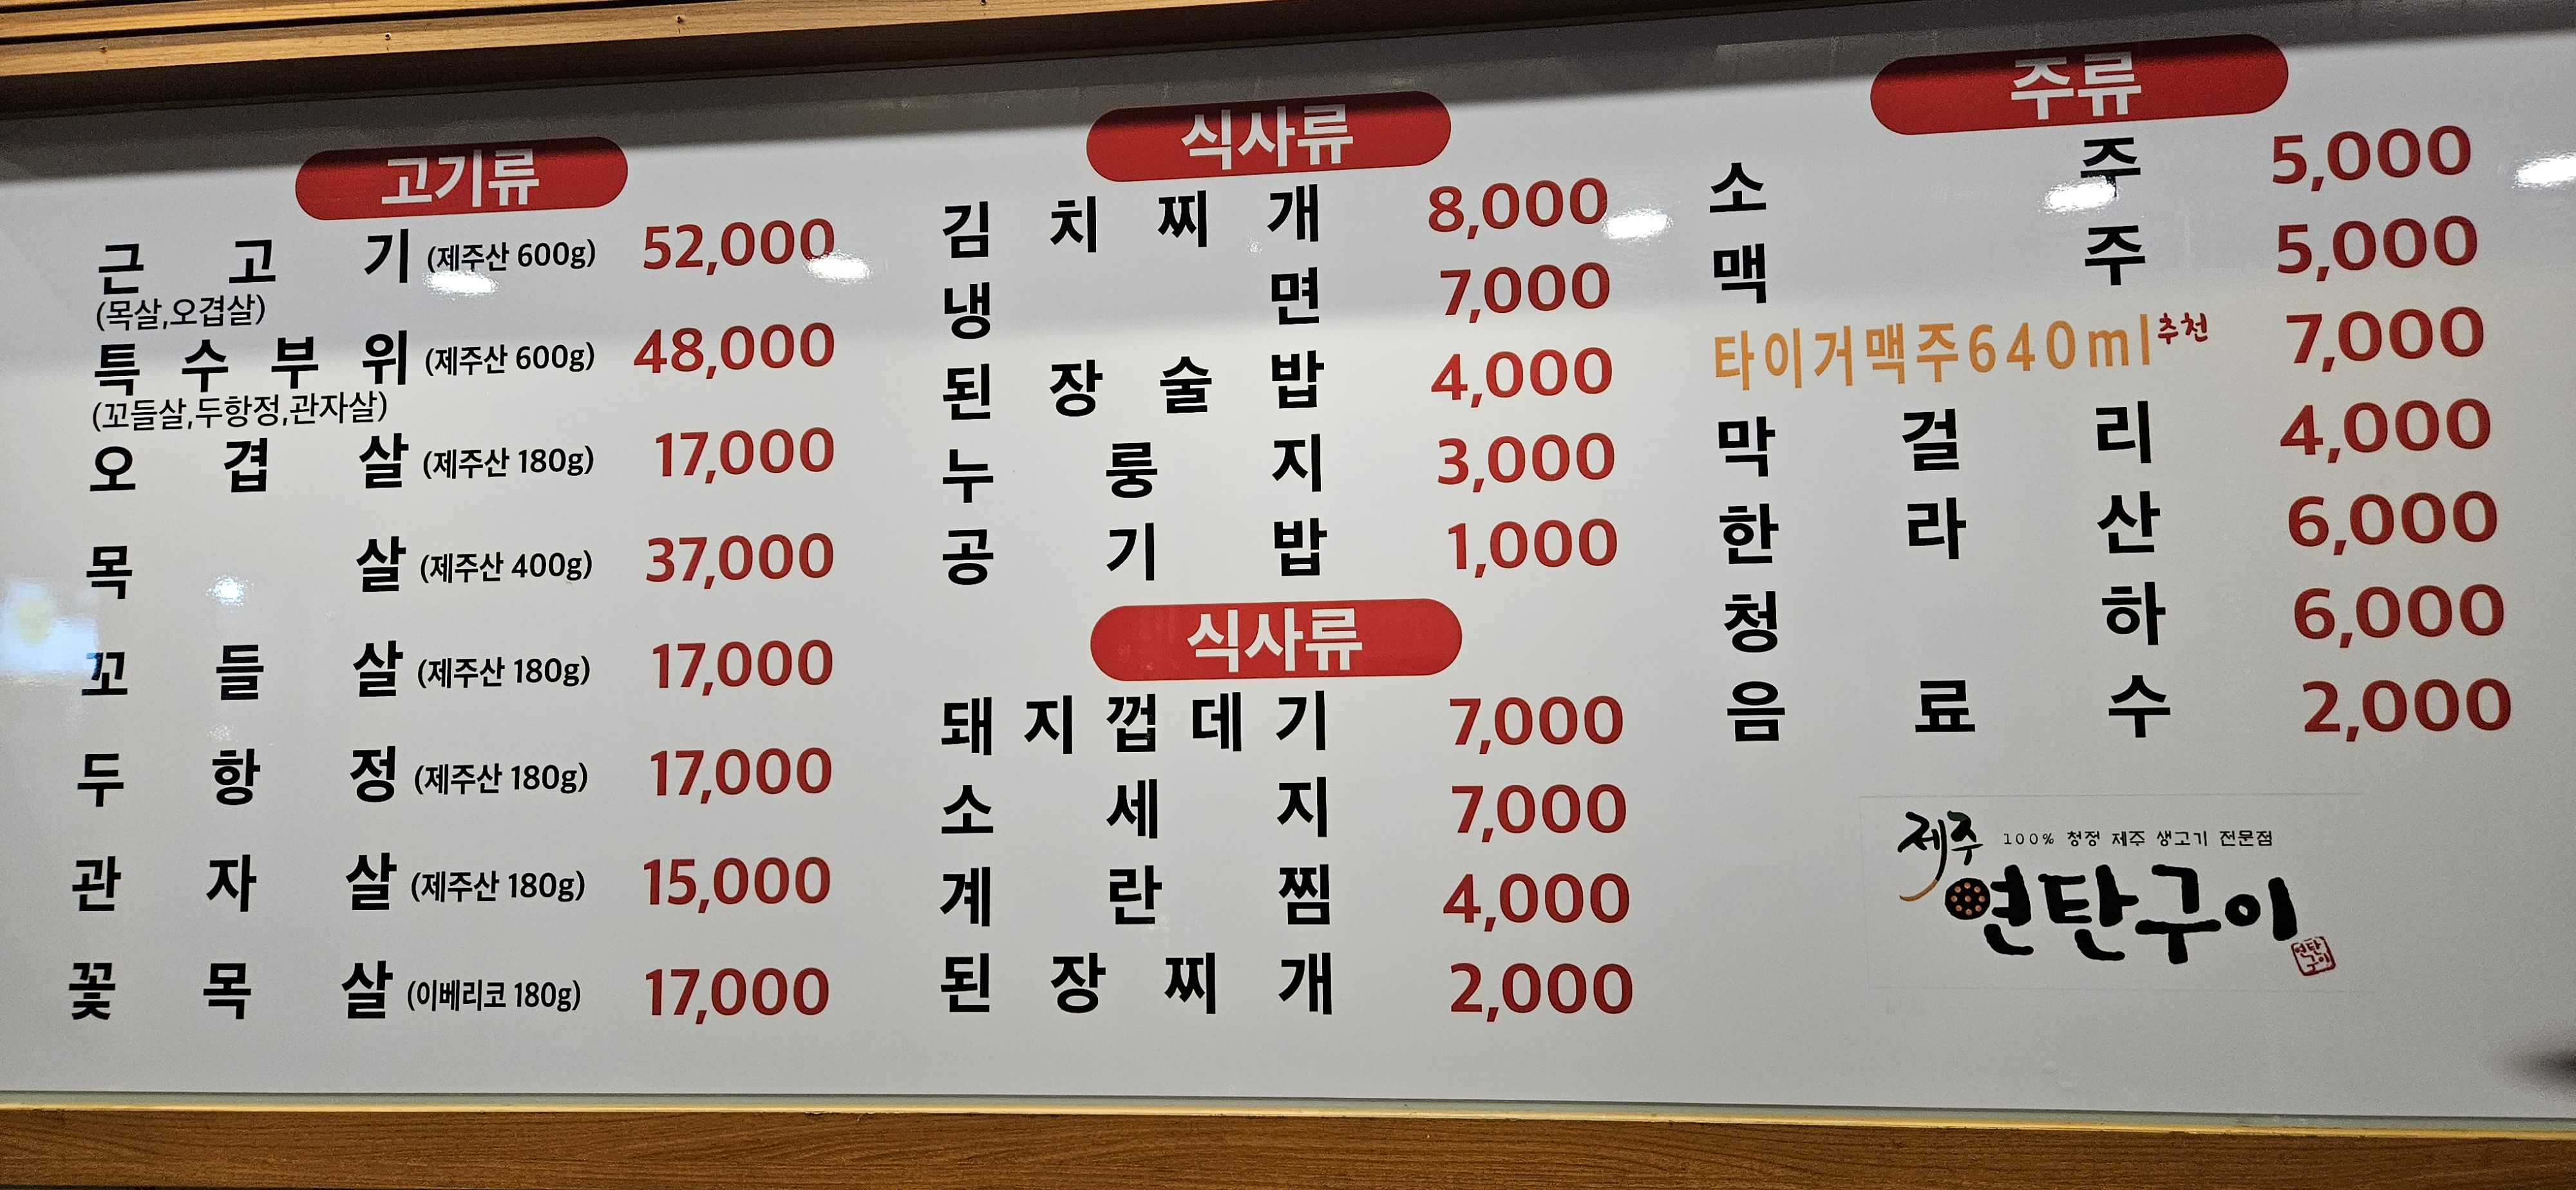 고기류
근고기 (제주산 600g) 52,000
(목살,오겹살)
특수부위 (제주산 600g) 48,000
(꼬들살,두항정,관자살)
오겹살 (제주산 180g) 17,000
목살 (제주산 400g) 37,000
꼬들살 (제주산 180g) 17,000
두항정 (제주산 180g) 17,000
관자살 (제주산 180g) 15,000
꽃목살 (이베리코 180g) 17,000
식사류
김치찌개 8,000
냉면 7,000
된장술밥 4,000
누룽지 3,000
공기밥 1,000
식사류
돼지껍데기 7,000
소세지 7,000
계란찜 4,000
된장찌개 2,000
주류
소주 5,000
맥주 5,000
타이거맥주640ml 추천 7,000
막걸리 4,000
한라산 6,000
청하 6,000
음료수 2,000
제주 100% 청정 제주 생고기 전문점
연탄구이
연탄
구이